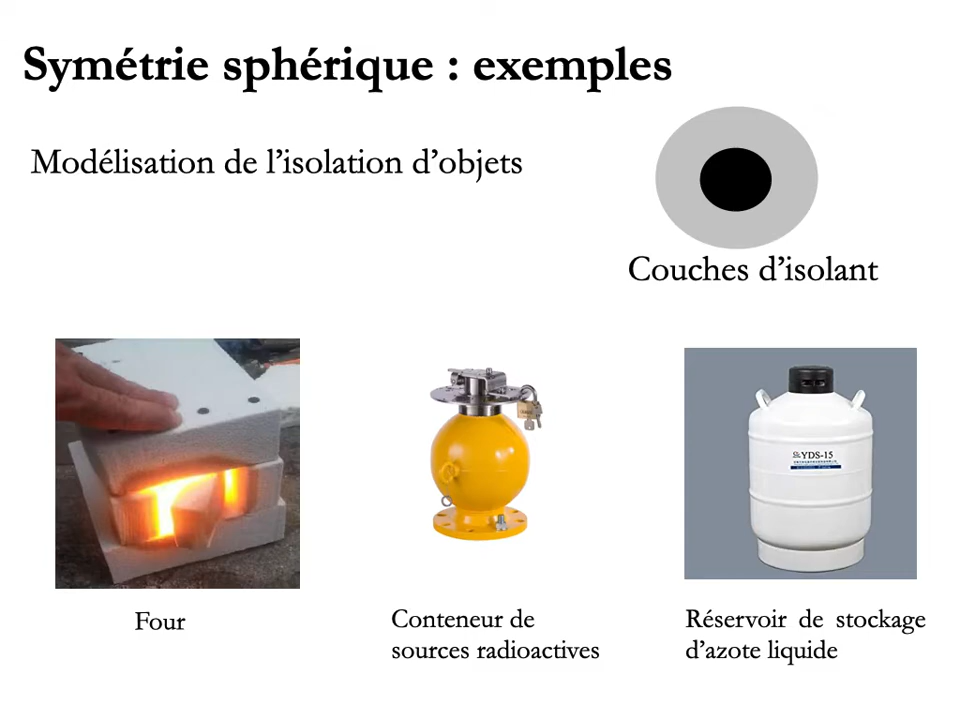 Symétrie sphérique : exemples
Modélisation de l'isolation d'objets
Couches d'isolant
YDS-15
Four
Conteneur de
sources radioactives
Réservoir de stockage
d'azote liquide